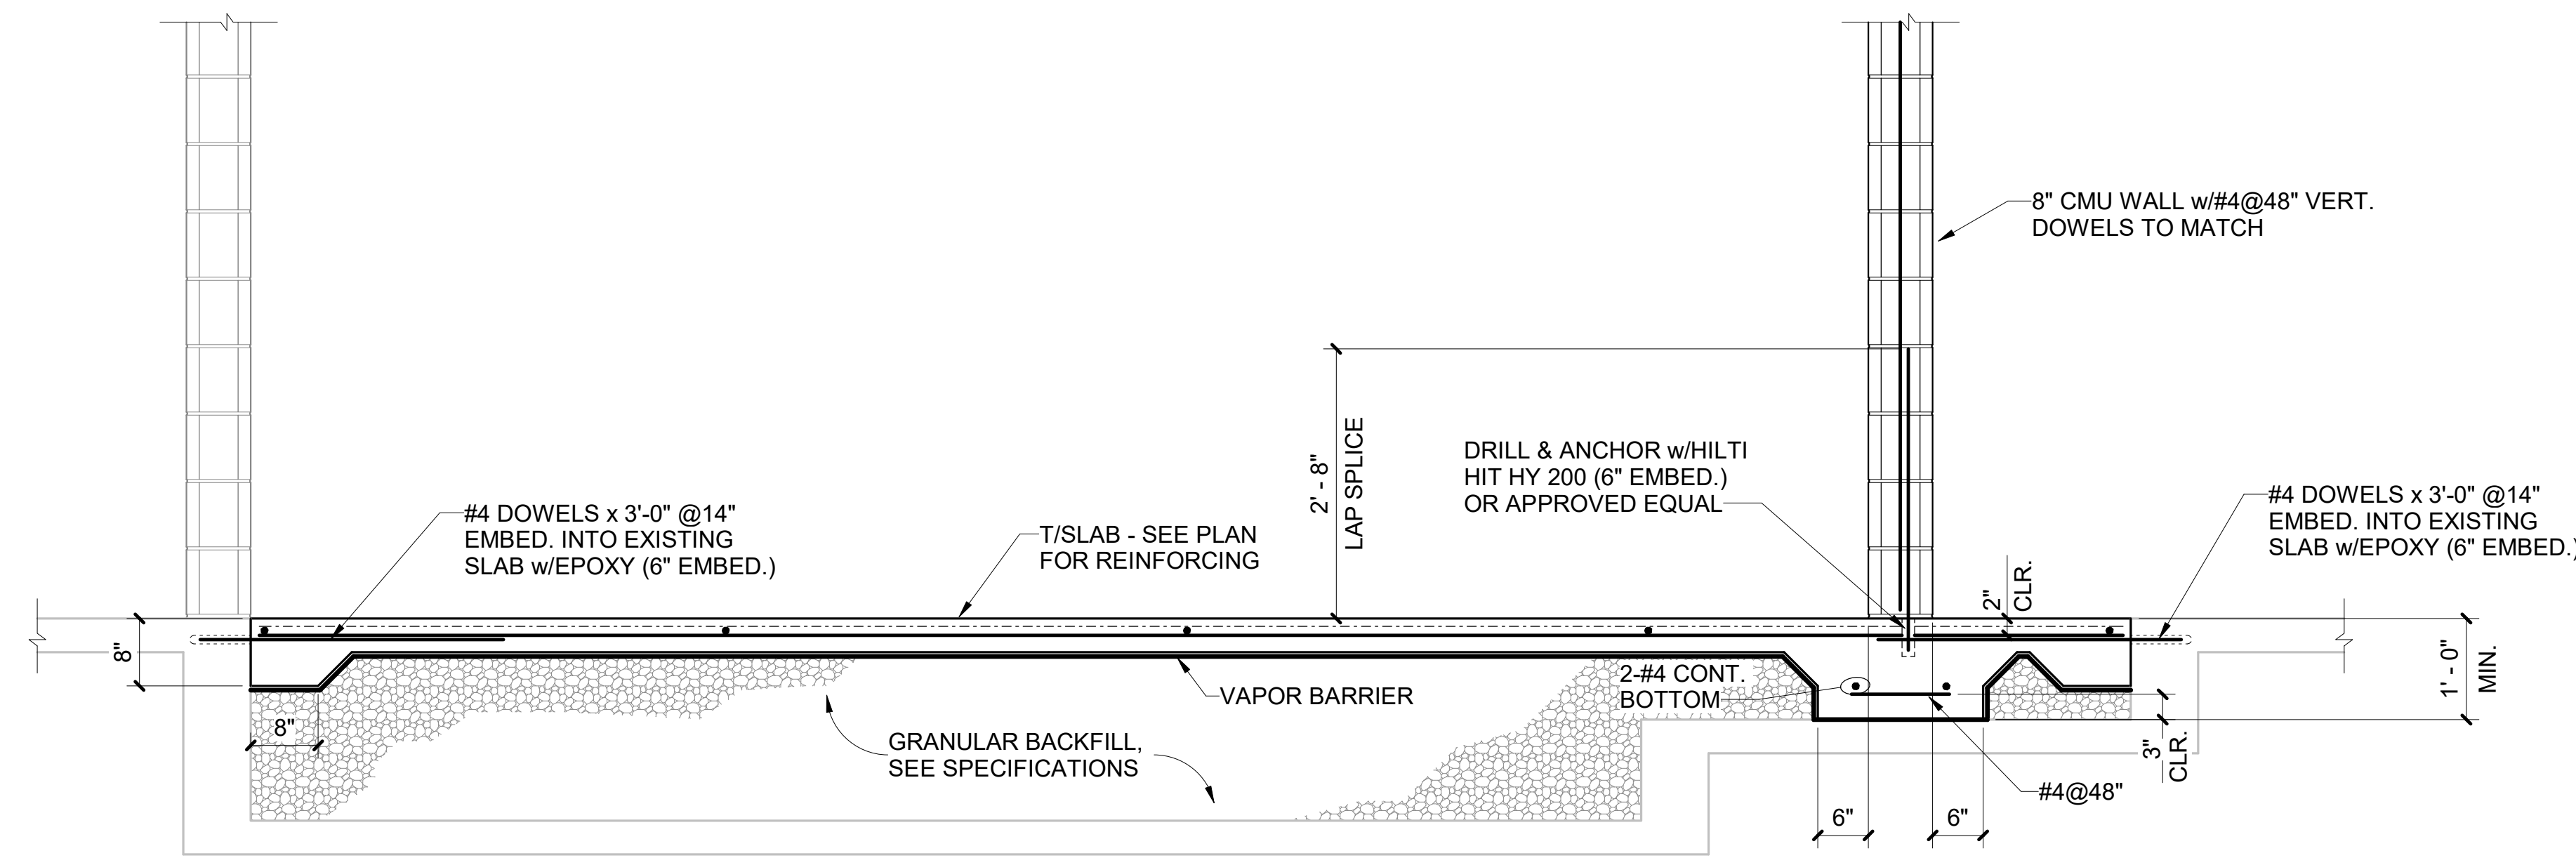 8" CMU WALL w/#4@48" VERT.
DOWELS TO MATCH
2' - 8"
LAP SPLICE
DRILL & ANCHOR w/HILTI
HIT HY 200 (6" EMBED.)
OR APPROVED EQUAL
#4 DOWELS x 3'-0" @14"
EMBED. INTO EXISTING
SLAB w/EPOXY (6" EMBED.)
T/SLAB - SEE PLAN
FOR REINFORCING
#4 DOWELS x 3'-0" @14"
EMBED. INTO EXISTING
SLAB w/EPOXY (6" EMBED.)
2"
CLR.
8"
8"
VAPOR BARRIER
2-#4 CONT.
BOTTOM
1' - 0"
MIN.
GRANULAR BACKFILL,
SEE SPECIFICATIONS
3"
CLR.
#4@48"
6"
6"